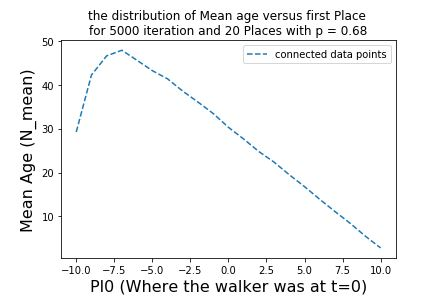 the distribution of Mean age versus first Place
for 5000 iteration and 20 Places with p = 0.68
connected data points
Mean Age (N_mean)
50
40
30
20
10
−10.0 −7.5 −5.0 −2.5 0.0 2.5 5.0 7.5 10.0
PI0 (Where the walker was at t=0)